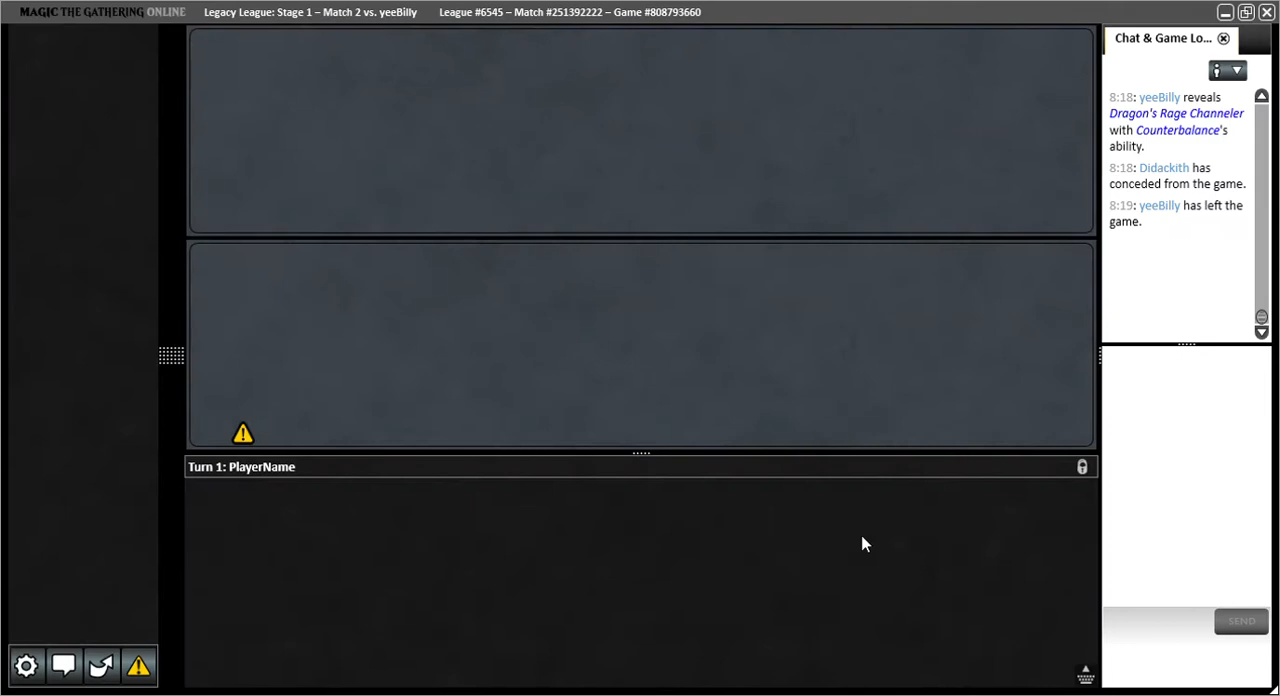 MAGIC THE GATHERING ONLINE Legacy League: Stage 1 – Match 2 vs. yeeBilly League #6545 – Match #251392222 – Game #808793660
Chat & Game Lo...
8:18: yeeBilly reveals
Dragon's Rage Channeler
with Counterbalance's
ability.
8:18: Didackith has
conceded from the game.
8:19: yeeBilly has left the
game.
Turn 1: PlayerName
SEND